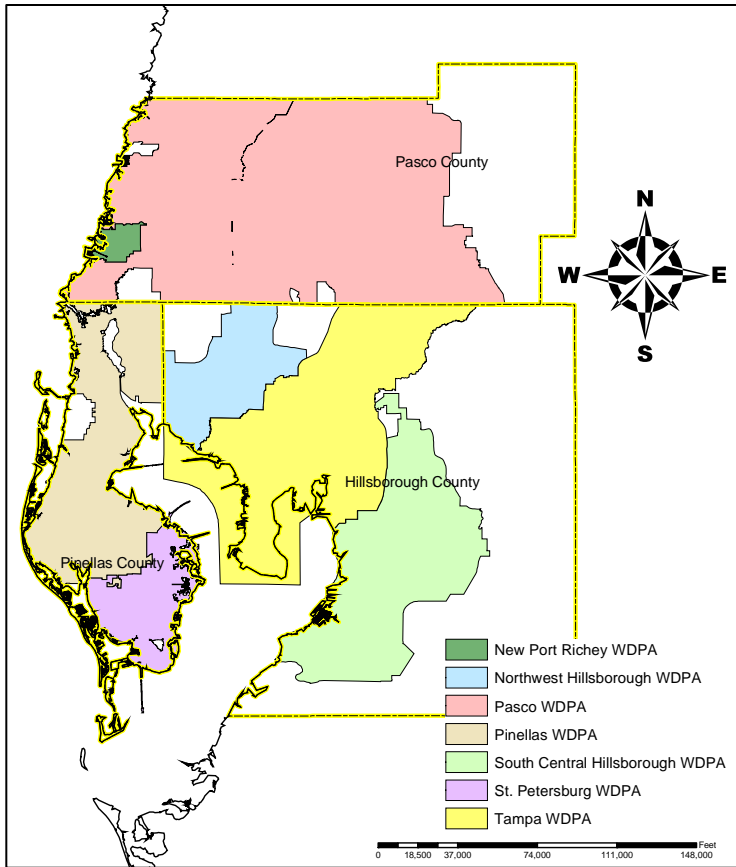 Pasco County
N
W
E
S
Hillsborough County
Pinellas County
New Port Richey WDPA
Northwest Hillsborough WDPA
Pasco WDPA
Pinellas WDPA
South Central Hillsborough WDPA
St. Petersburg WDPA
Tampa WDPA
Feet
0 18,500 37,000 74,000 111,000 148,000